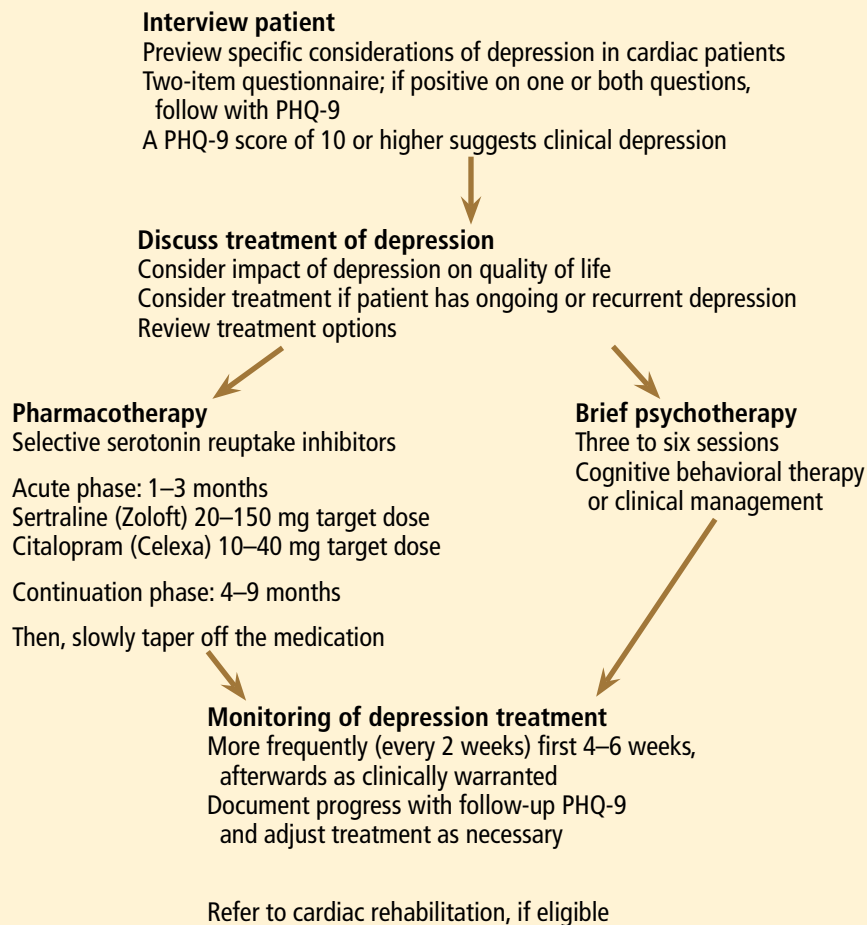 Interview patient
Preview specific considerations of depression in cardiac patients
Two-item questionnaire; if positive on one or both questions,
follow with PHQ-9
A PHQ-9 score of 10 or higher suggests clinical depression
Discuss treatment of depression
Consider impact of depression on quality of life
Consider treatment if patient has ongoing or recurrent depression
Review treatment options
Pharmacotherapy
Selective serotonin reuptake inhibitors
Acute phase: 1–3 months
Sertraline (Zoloft) 20–150 mg target dose
Citalopram (Celexa) 10–40 mg target dose
Continuation phase: 4–9 months
Then, slowly taper off the medication
Brief psychotherapy
Three to six sessions
Cognitive behavioral therapy
or clinical management
Monitoring of depression treatment
More frequently (every 2 weeks) first 4–6 weeks,
afterwards as clinically warranted
Document progress with follow-up PHQ-9
and adjust treatment as necessary
Refer to cardiac rehabilitation, if eligible